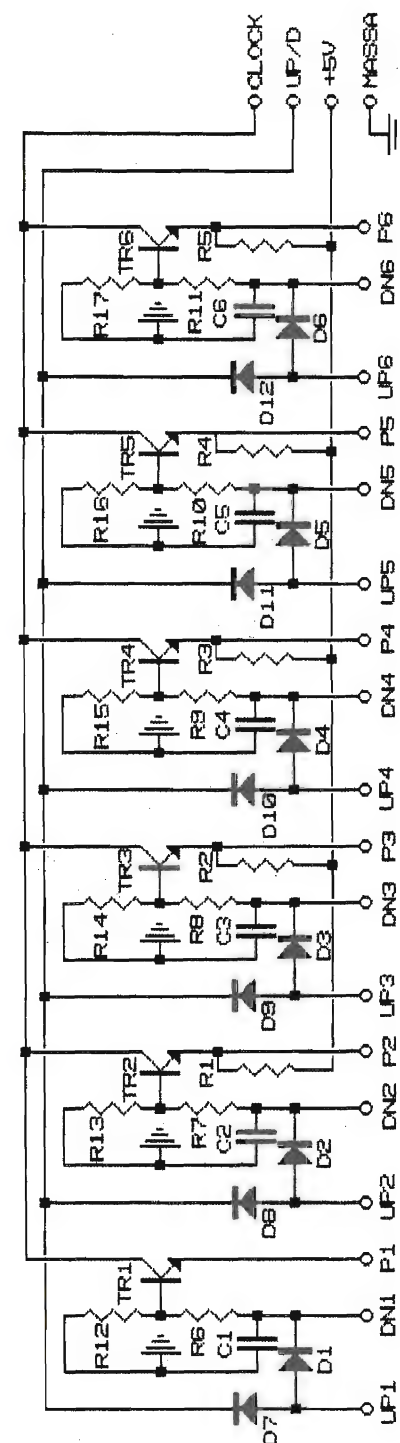 CLOCK
UP/D
+5V
MASSA
TR6
R17
R11
C6
R5
D6
D12
P6
DN6
UP6
TR5
R16
R10
C5
R4
D5
D11
P5
DN5
UP5
TR4
R15
R9
C4
R3
D4
D10
P4
DN4
UP4
TR3
R14
R8
C3
R2
D3
D9
P3
DN3
UP3
TR2
R13
R7
C2
R1
D2
D8
P2
DN2
UP2
TR1
R12
R6
C1
D1
D7
P1
DN1
UP1